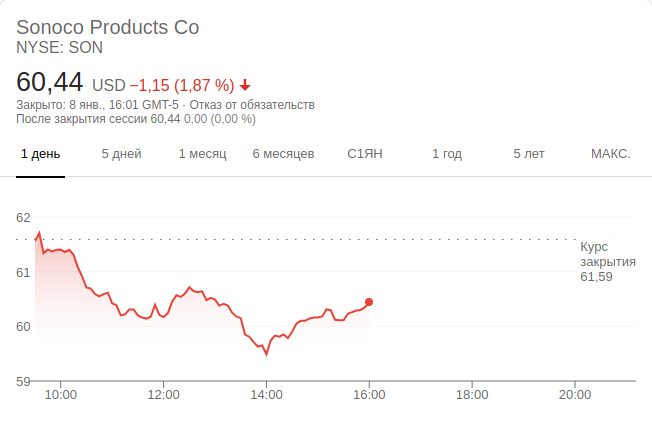 Sonoco Products Co
NYSE: SON
60,44 USD −1,15 (1,87 %)
Закрыто: 8 янв., 16:01 GMT-5 · Отказ от обязательств
После закрытия сессии 60,44 0,00 (0,00 %)
1 день 5 дней 1 месяц 6 месяцев С1ЯН 1 год 5 лет МАКС.
62
Курс
закрытия
61,59
61
60
59
10:00 12:00 14:00 16:00 18:00 20:00